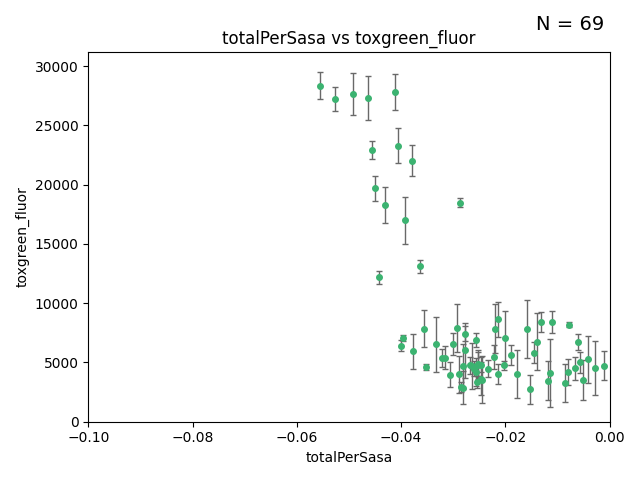 N = 69
totalPerSasa vs toxgreen_fluor
30000
25000
20000
15000
10000
5000
0
toxgreen_fluor
−0.10 −0.08 −0.06 −0.04 −0.02 0.00
totalPerSasa